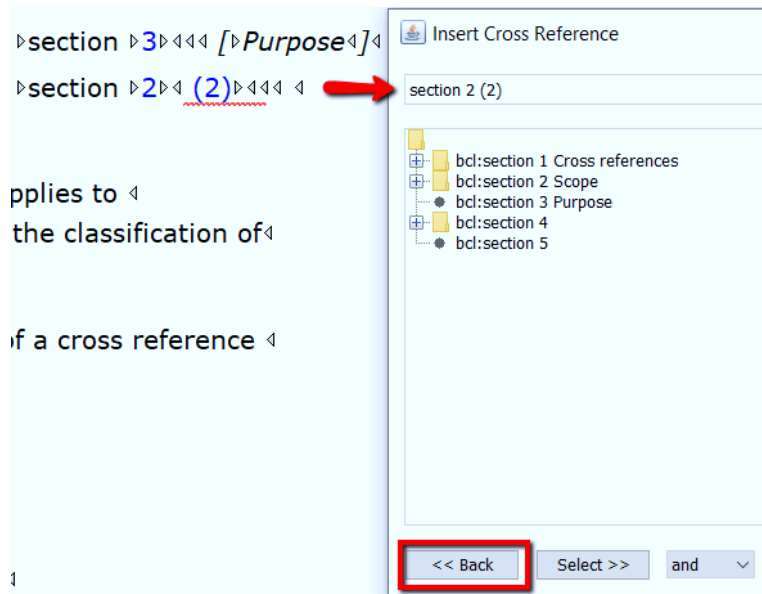 section 3 [Purpose]
section 2 (2)
pplies to
the classification of
of a cross reference
Insert Cross Reference
section 2 (2)
bcl:section 1 Cross references
bcl:section 2 Scope
bcl:section 3 Purpose
bcl:section 4
bcl:section 5
<< Back Select >> and